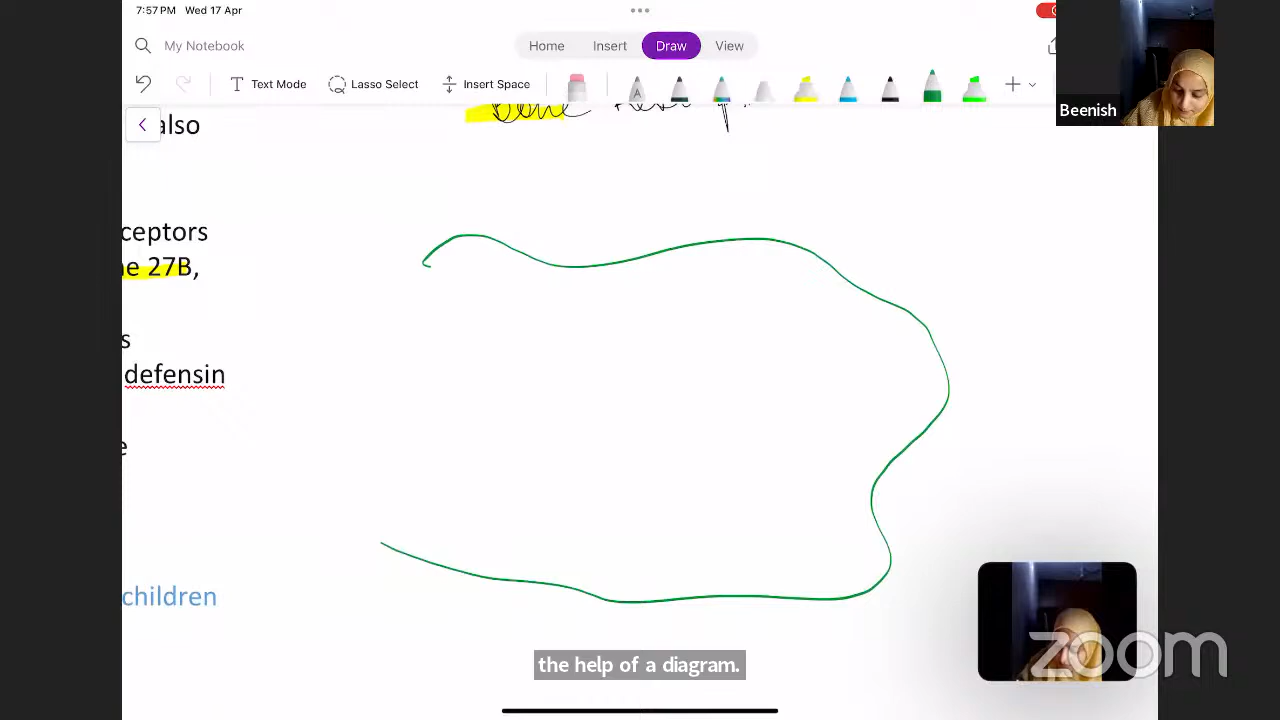 7:57 PM Wed 17 Apr
My Notebook
Home Insert Draw View
Text Mode Lasso Select Insert Space
A
Beenish
also
ceptors
ne 27B,
s
defensin
e
children
the help of a diagram.
zoom